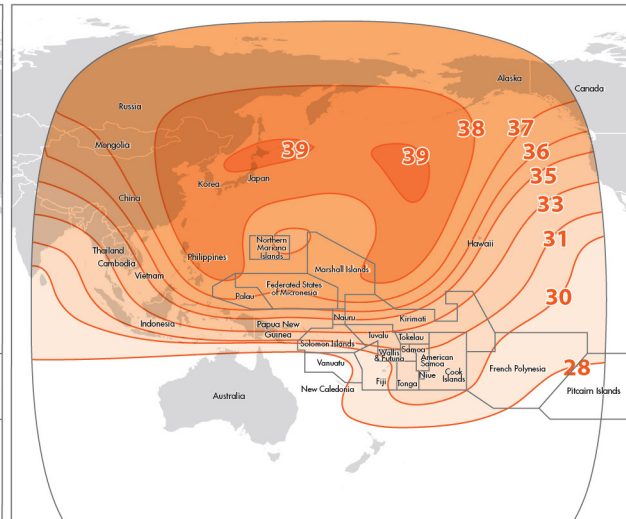 Alaska
Canada
Russia
38
37
Mongolia
39
39
36
Korea
Japan
35
China
33
Northern
Mariana
Islands
31
Hawaii
Thailand
Cambodia
Philippines
Marshall Islands
Vietnam
Federated States
of Micronesia
Palau
30
Indonesia
Papua New
Guinea
Nauru
Kirimati
Tuvalu
Tokelau
Solomon Islands
Wallis
& Futuna
Samoa
American
Samoa
Vanuatu
Fiji
Tonga
Niue
Cook
Islands
French Polynesia
28
New Caledonia
Pitcairn Islands
Australia